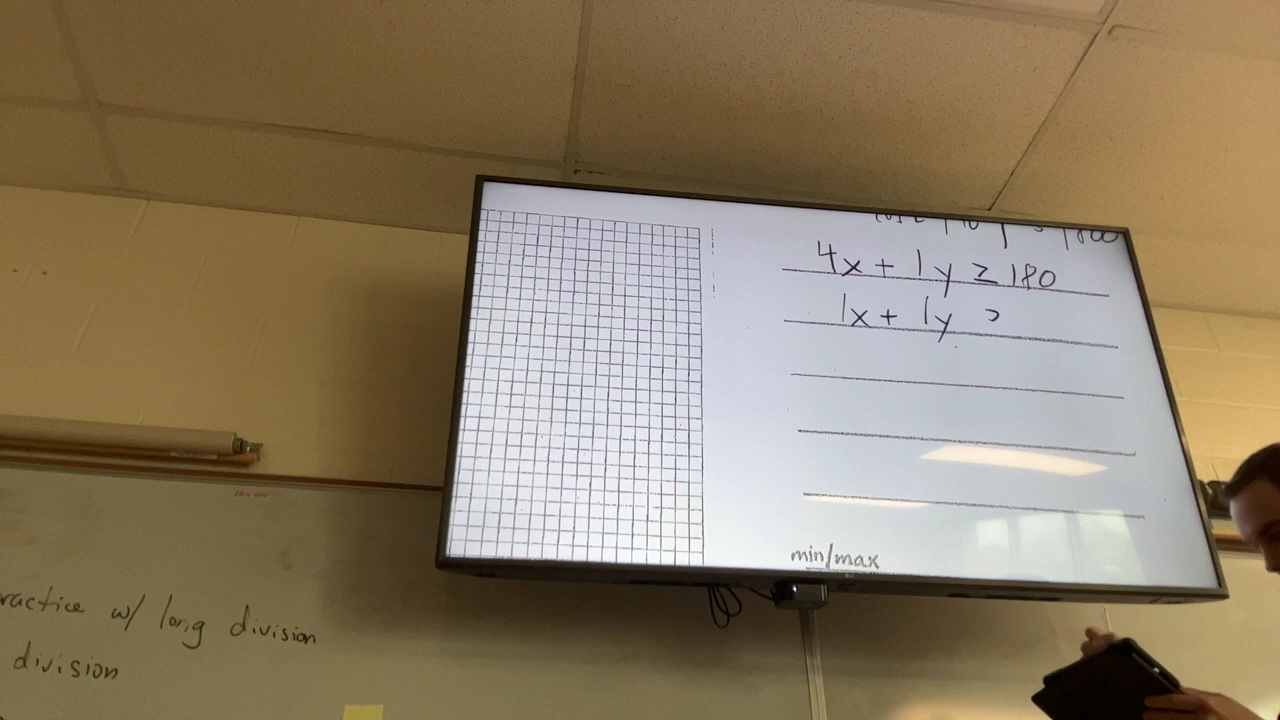 4x + 1y ≥ 180
1x + 1y >
min/max
ractice w/ long division
division